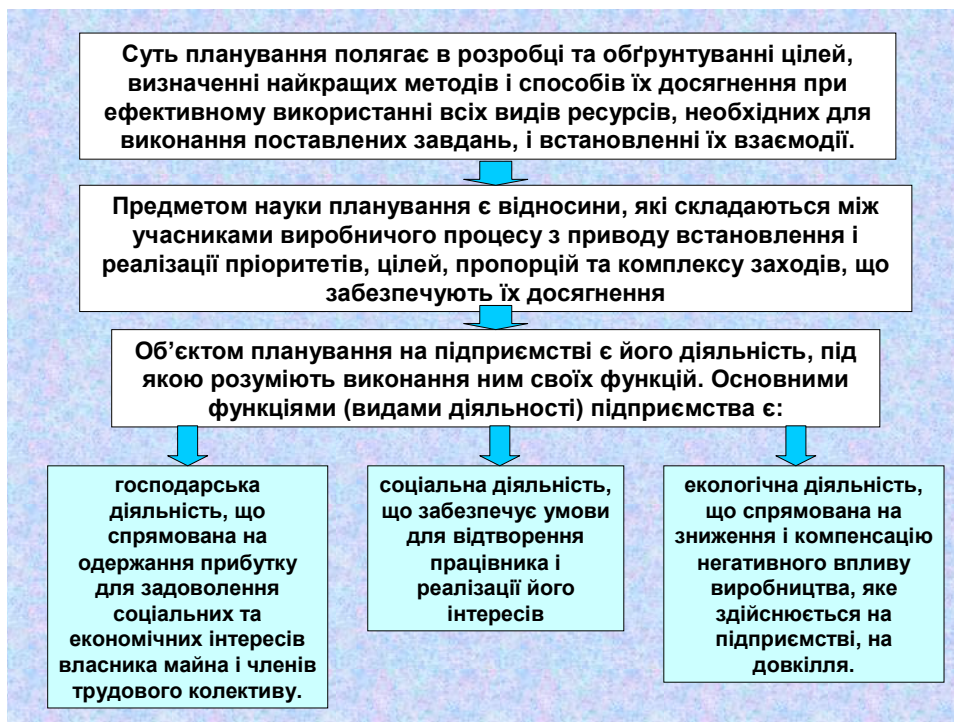 Суть планування полягає в розробці та обґрунтуванні цілей,
визначенні найкращих методів і способів їх досягнення при
ефективному використанні всіх видів ресурсів, необхідних для
виконання поставлених завдань, і встановленні їх взаємодії.
Предметом науки планування є відносини, які складаються між
учасниками виробничого процесу з приводу встановлення і
реалізації пріоритетів, цілей, пропорцій та комплексу заходів, що
забезпечують їх досягнення
Об’єктом планування на підприємстві є його діяльність, під
якою розуміють виконання ним своїх функцій. Основними
функціями (видами діяльності) підприємства є:
господарська
діяльність, що
спрямована на
одержання прибутку
для задоволення
соціальних та
економічних інтересів
власника майна і членів
трудового колективу.
соціальна діяльність,
що забезпечує умови
для відтворення
працівника і
реалізації його
інтересів
екологічна діяльність,
що спрямована на
зниження і компенсацію
негативного впливу
виробництва, яке
здійснюється на
підприємстві, на
довкілля.